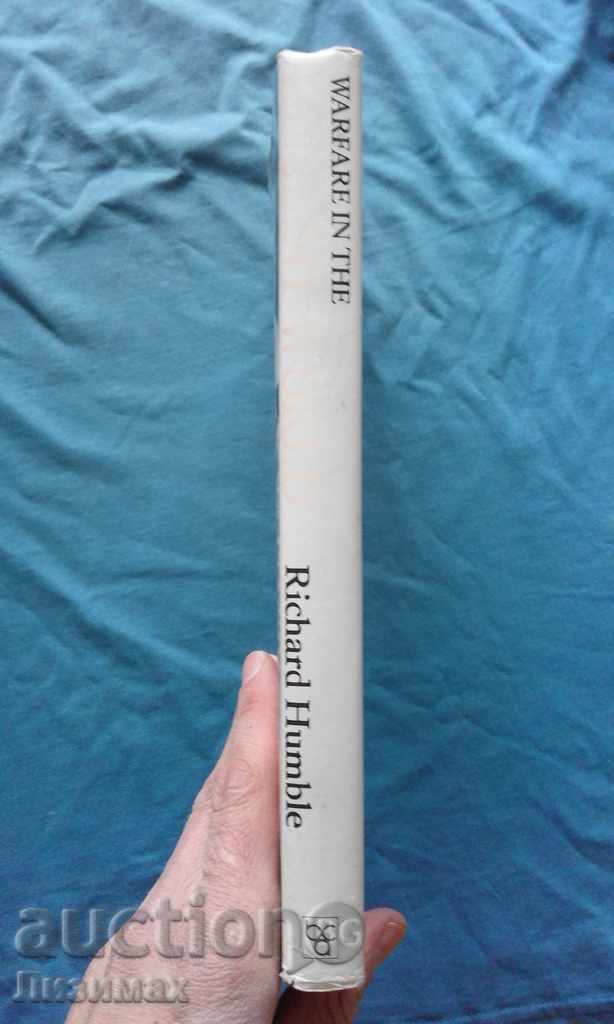 WARFARE IN THE
Richard Humble
auction
Лизимах